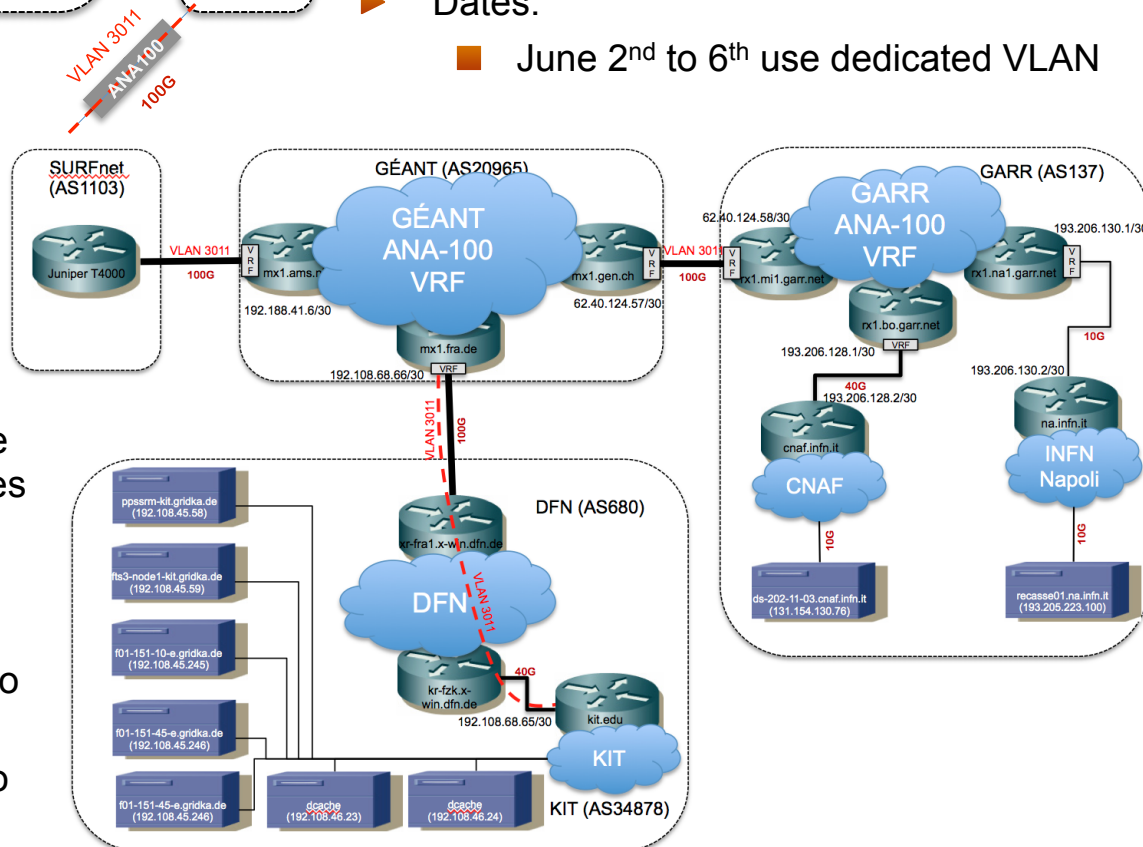 Dates:
June 2nd to 6th use dedicated VLAN
VLAN 3011
ANA100
100G
SURFnet
(AS1103)
Juniper T4000
VLAN 3011
100G
GÉANT (AS20965)
VRF
mx1.ams.n
192.188.41.6/30
GÉANT
ANA-100
VRF
mx1.gen.ch
VRF
62.40.124.57/30
mx1.fra.de
VRF
192.108.68.66/30
VLAN 301
100G
GARR (AS137)
62.40.124.58/30
VRF
rx1.mi1.garr.net
GARR
ANA-100
VRF
193.206.130.1/30
rx1.na1.garr.net
VRF
rx1.bo.garr.net
VRF
193.206.128.1/30
40G
193.206.128.2/30
cnaf.infn.it
CNAF
10G
ds-202-11-03.cnaf.infn.it
(131.154.130.76)
10G
193.206.130.2/30
na.infn.it
INFN
Napoli
10G
recasse01.na.infn.it
(193.205.223.100)
VLAN 3011
100G
DFN (AS680)
xr-fra1.x-win.dfn.de
DFN
VLAN 3011
kr-fzk.x-
win.dfn.de
40G
192.108.68.65/30
kit.edu
KIT
KIT (AS34878)
ppssrm-kit.gridka.de
(192.108.45.58)
fts3-node1-kit.gridka.de
(192.108.45.59)
f01-151-10-e.gridka.de
(192.108.45.245)
f01-151-45-e.gridka.de
(192.108.45.246)
f01-151-45-e.gridka.de
(192.108.45.246)
dcache
(192.108.46.23)
dcache
(192.108.46.24)